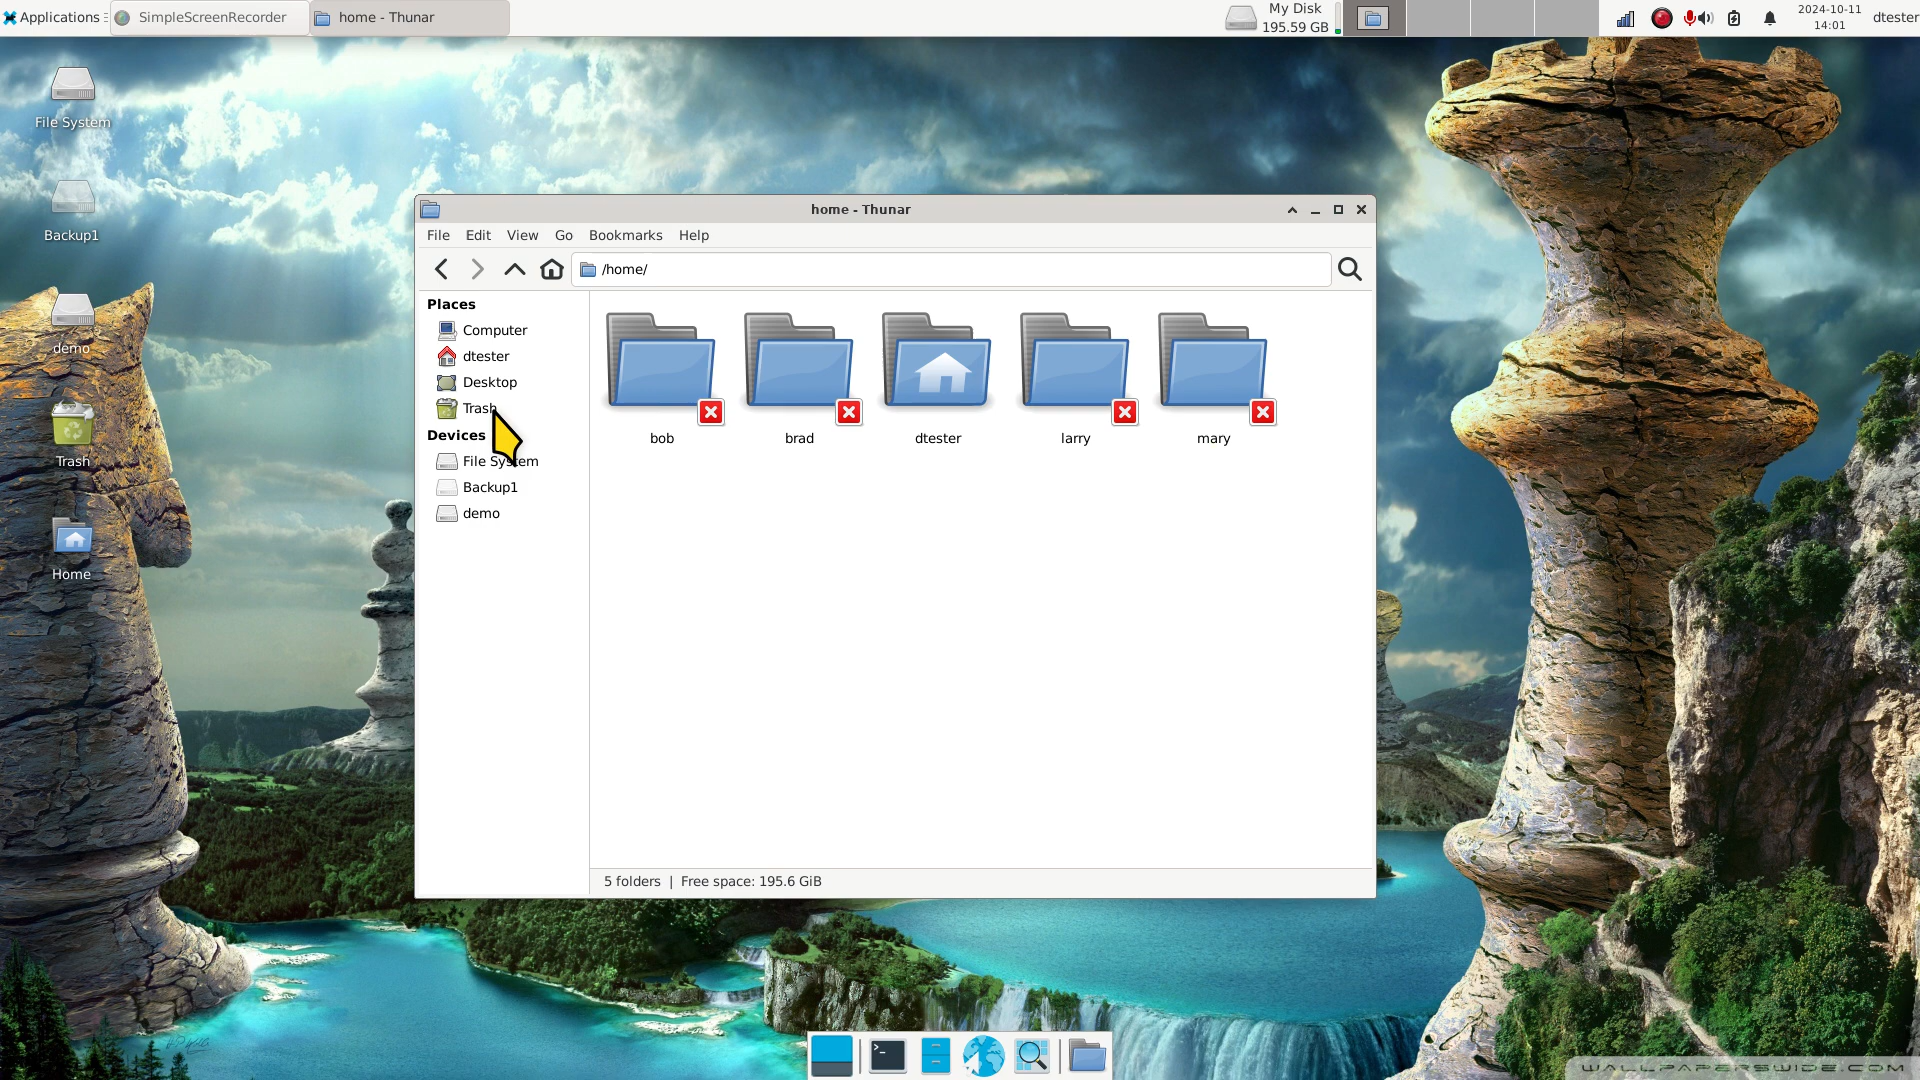 Applications
SimpleScreenRecorder
home - Thunar
My Disk
195.59 GB
2024-10-11
14:01
dtester
File System
Backup1
demo
Trash
Home
home - Thunar
File Edit View Go Bookmarks Help
/home/
Places
Computer
dtester
Desktop
Trash
Devices
File System
Backup1
demo
bob brad dtester larry mary
5 folders | Free space: 195.6 GiB
WALLPAPERSWIDE.COM